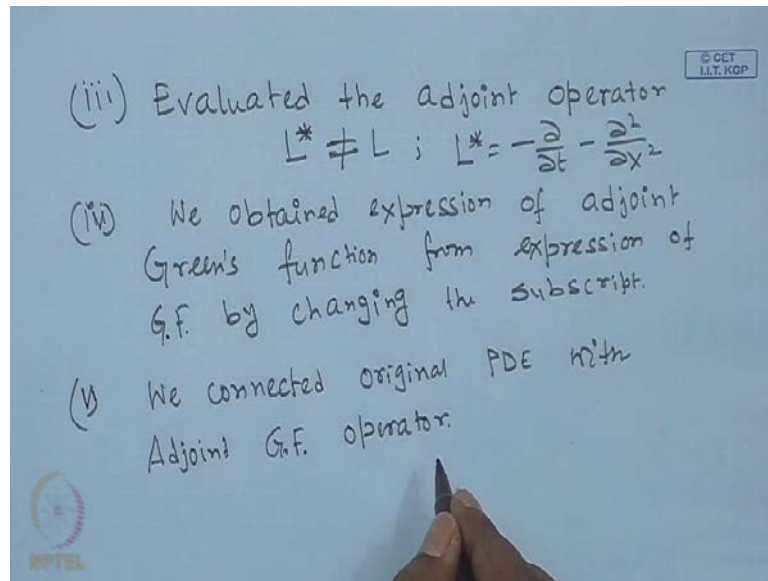 © CET
I.I.T. KGP
(iii) Evaluated the adjoint operator
L* ≠ L ; L* = -∂/∂t - ∂²/∂x²
(iv) We obtained expression of adjoint
Green's function from expression of
G.F. by changing the subscript.
(v) We connected original PDE with
Adjoint G.F. operator.
NPTEL